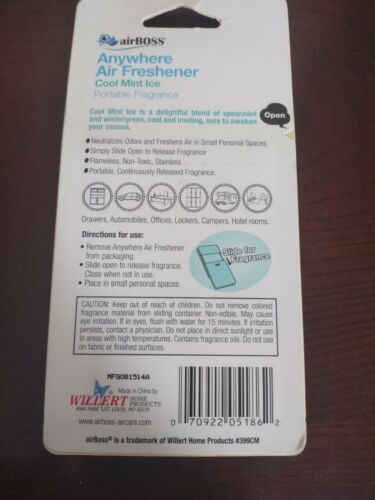 airBOSS®
Anywhere
Air Freshener
Cool Mint Ice
Portable Fragrance
Cool Mint Ice is a delightful blend of spearmint
and wintergreen, cool and inviting, sure to awaken
your senses.
Open
Neutralizes Odors and Freshens Air in Small Personal Spaces
Simply Slide Open to Release Fragrance
Flameless, Non-Toxic, Stainless
Portable, Continuously Released Fragrance.
Drawers, Automobiles, Offices, Lockers, Campers, Hotel rooms.
Directions for use:
• Remove Anywhere Air Freshener
from packaging.
• Slide open to release fragrance.
Close when not in use.
• Place in small personal spaces.
Slide for
Fragrance
CAUTION: Keep out of reach of children. Do not remove colored
fragrance material from sliding container. Non-edible. May cause
eye irritation. If in eyes, flush with water for 15 minutes. If irritation
persists, contact a physician. Do not place in direct sunlight or use
in areas with high temperatures. Contains fragrance oils. Do not use
on fabric or finished surfaces.
MFG081514A
Made in China by
WILLERT HOME PRODUCTS
4044 PARK ST. LOUIS, MO 63110
www.airboss-aircare.com
0 70922 05186 2
airBoss® is a trademark of Willert Home Products #399CM